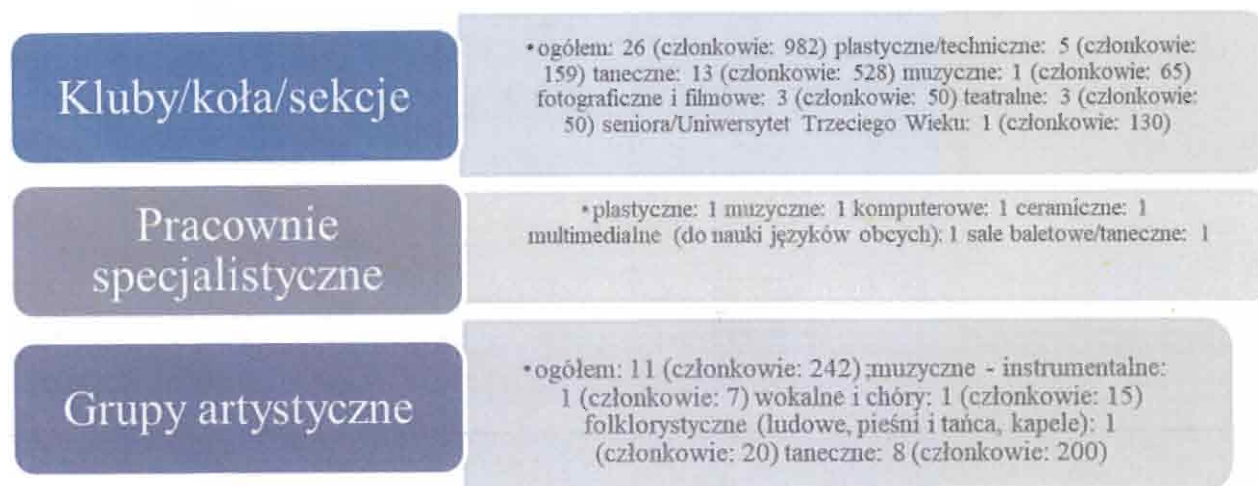 Kluby/koła/sekcje
•ogółem: 26 (członkowie: 982) plastyczne/techniczne: 5 (członkowie:
159) taneczne: 13 (członkowie: 528) muzyczne: 1 (członkowie: 65)
fotograficzne i filmowe: 3 (członkowie: 50) teatralne: 3 (członkowie:
50) seniora/Uniwersytet Trzeciego Wieku: 1 (członkowie: 130)
Pracownie
specjalistyczne
•plastyczne: 1 muzyczne: 1 komputerowe: 1 ceramiczne: 1
multimedialne (do nauki języków obcych): 1 sale baletowe/taneczne: 1
Grupy artystyczne
•ogółem: 11 (członkowie: 242) ;muzyczne - instrumentalne:
1 (członkowie: 7) wokalne i chóry: 1 (członkowie: 15)
folklorystyczne (ludowe, pieśni i tańca, kapele): 1
(członkowie: 20) taneczne: 8 (członkowie: 200)